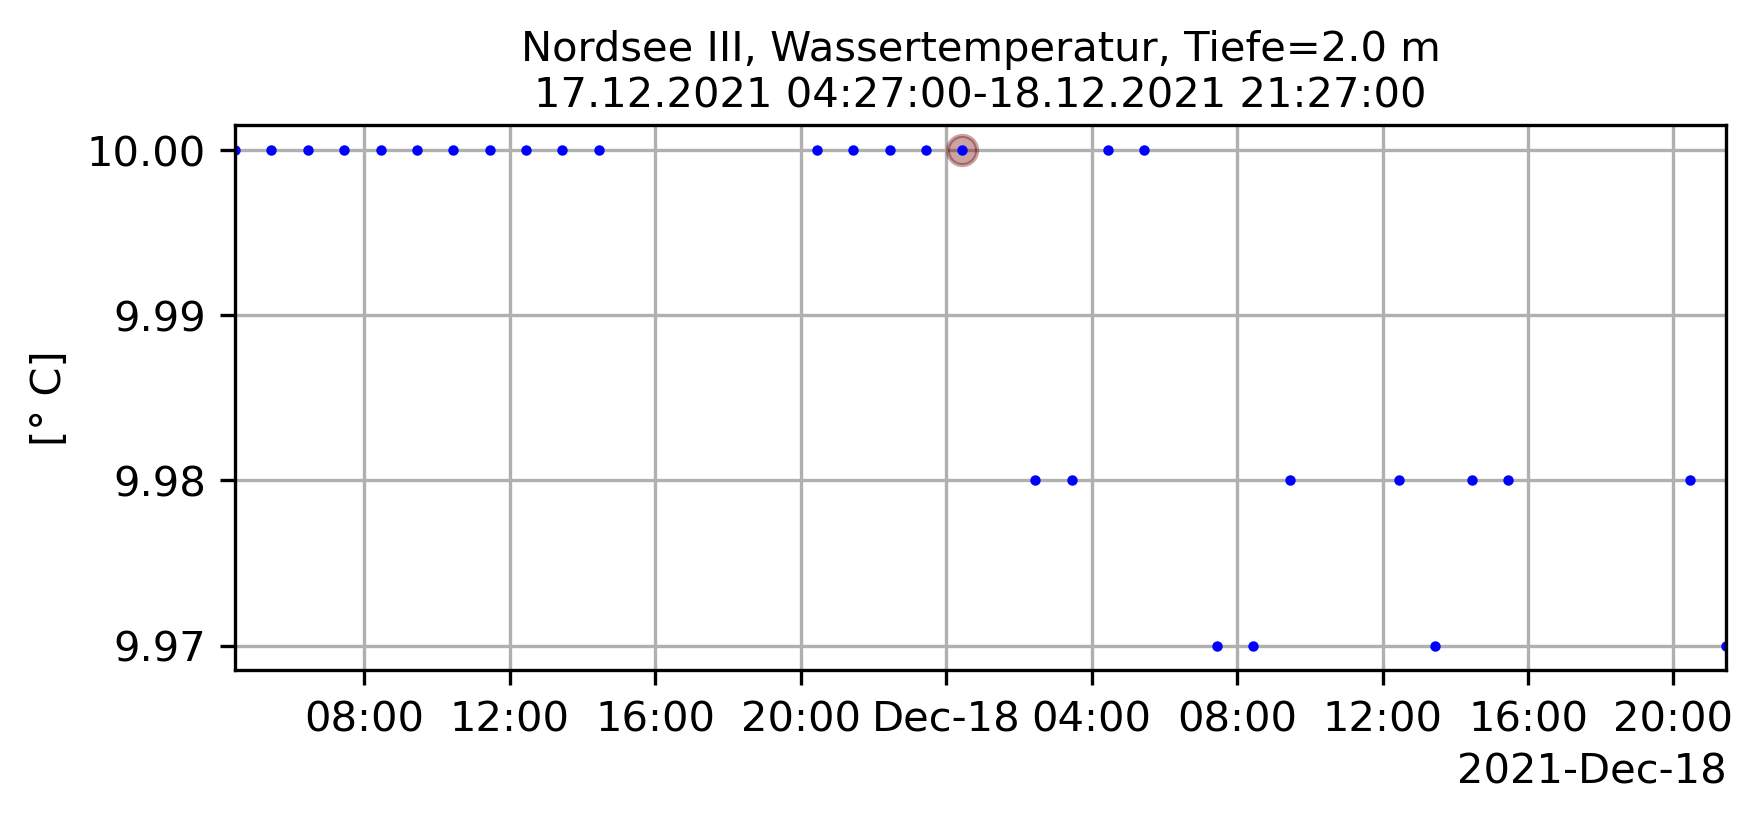 Nordsee III, Wassertemperatur, Tiefe=2.0 m
17.12.2021 04:27:00-18.12.2021 21:27:00
10.00
9.99
9.98
9.97
[° C]
08:00 12:00 16:00 20:00 Dec-18 04:00 08:00 12:00 16:00 20:00
2021-Dec-18